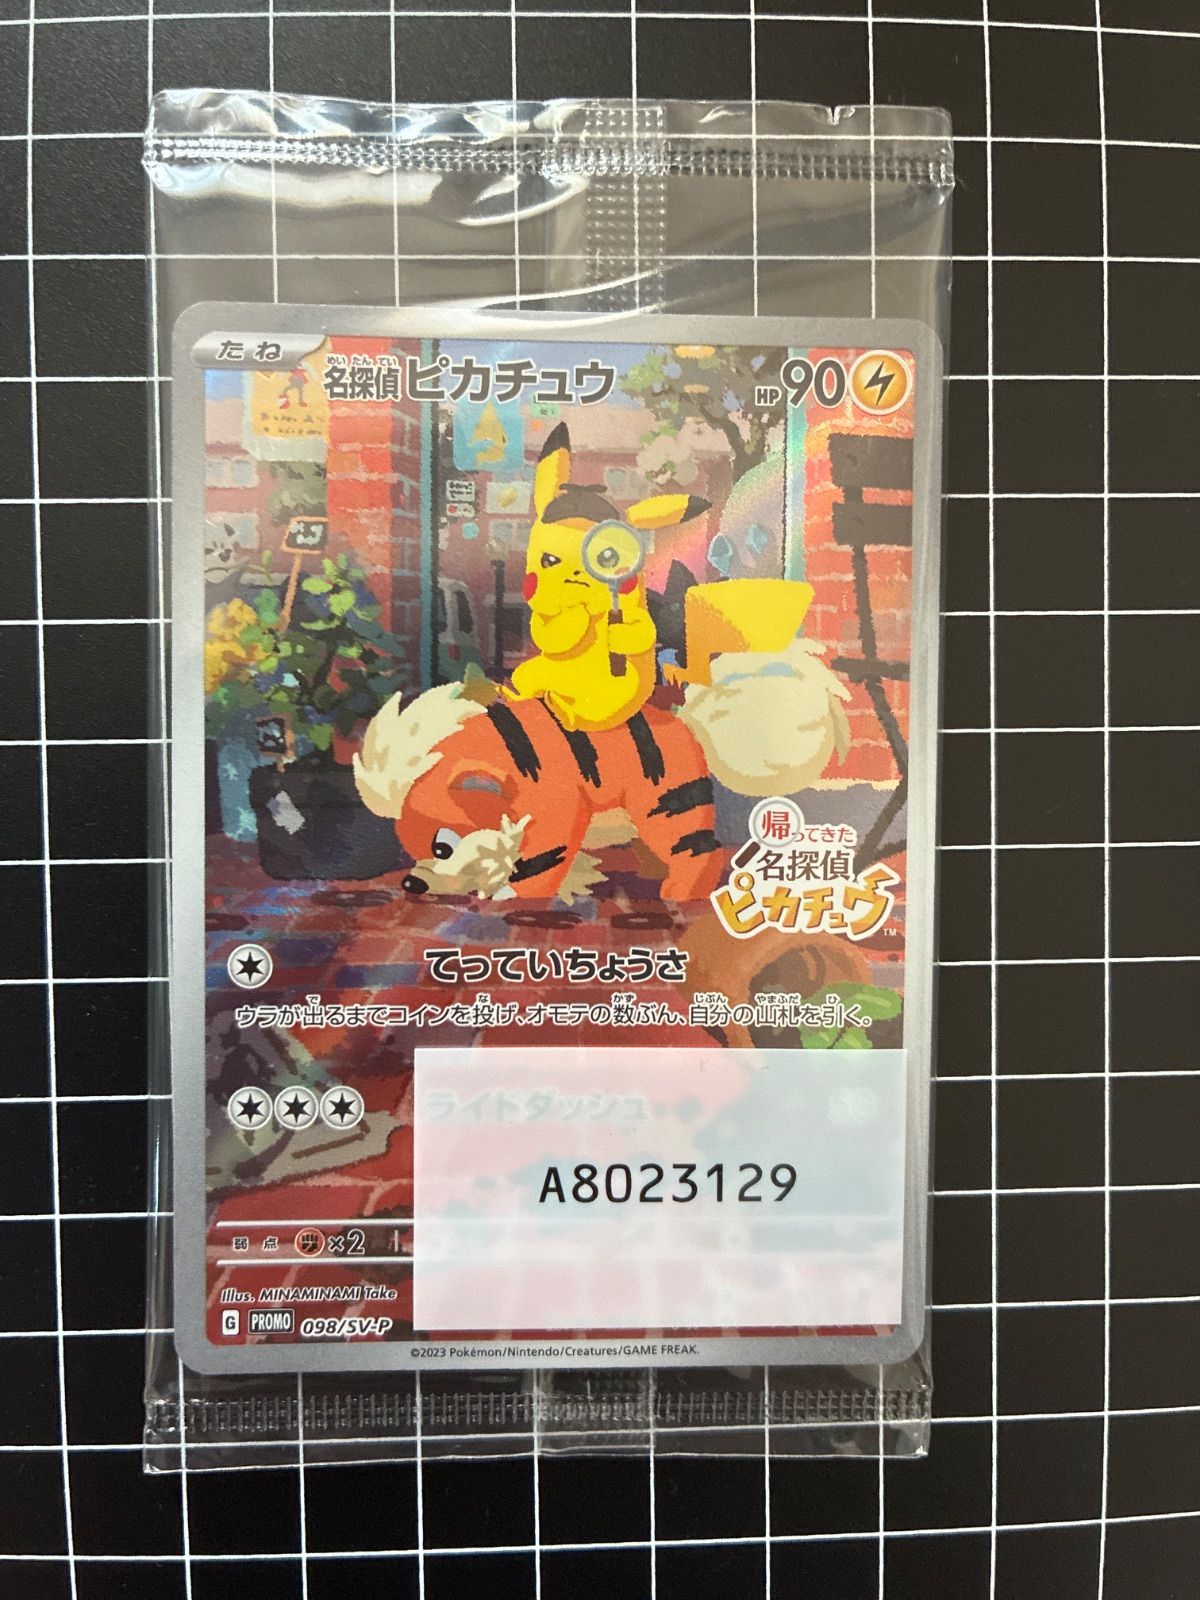 たね
めいたんてい
名探偵ピカチュウ
HP 90
帰ってきた
名探偵
ピカチュウ™
てっていちょうさ
で な かず じぶん やまふだ ひ
ウラが出るまでコインを投げ、オモテの数ぶん、自分の山札を引く。
ライトダッシュ
A8023129
弱点 ×2
Illus. MINAMINAMI Take
G PROMO 098/SV-P
©2023 Pokémon/Nintendo/Creatures/GAME FREAK.